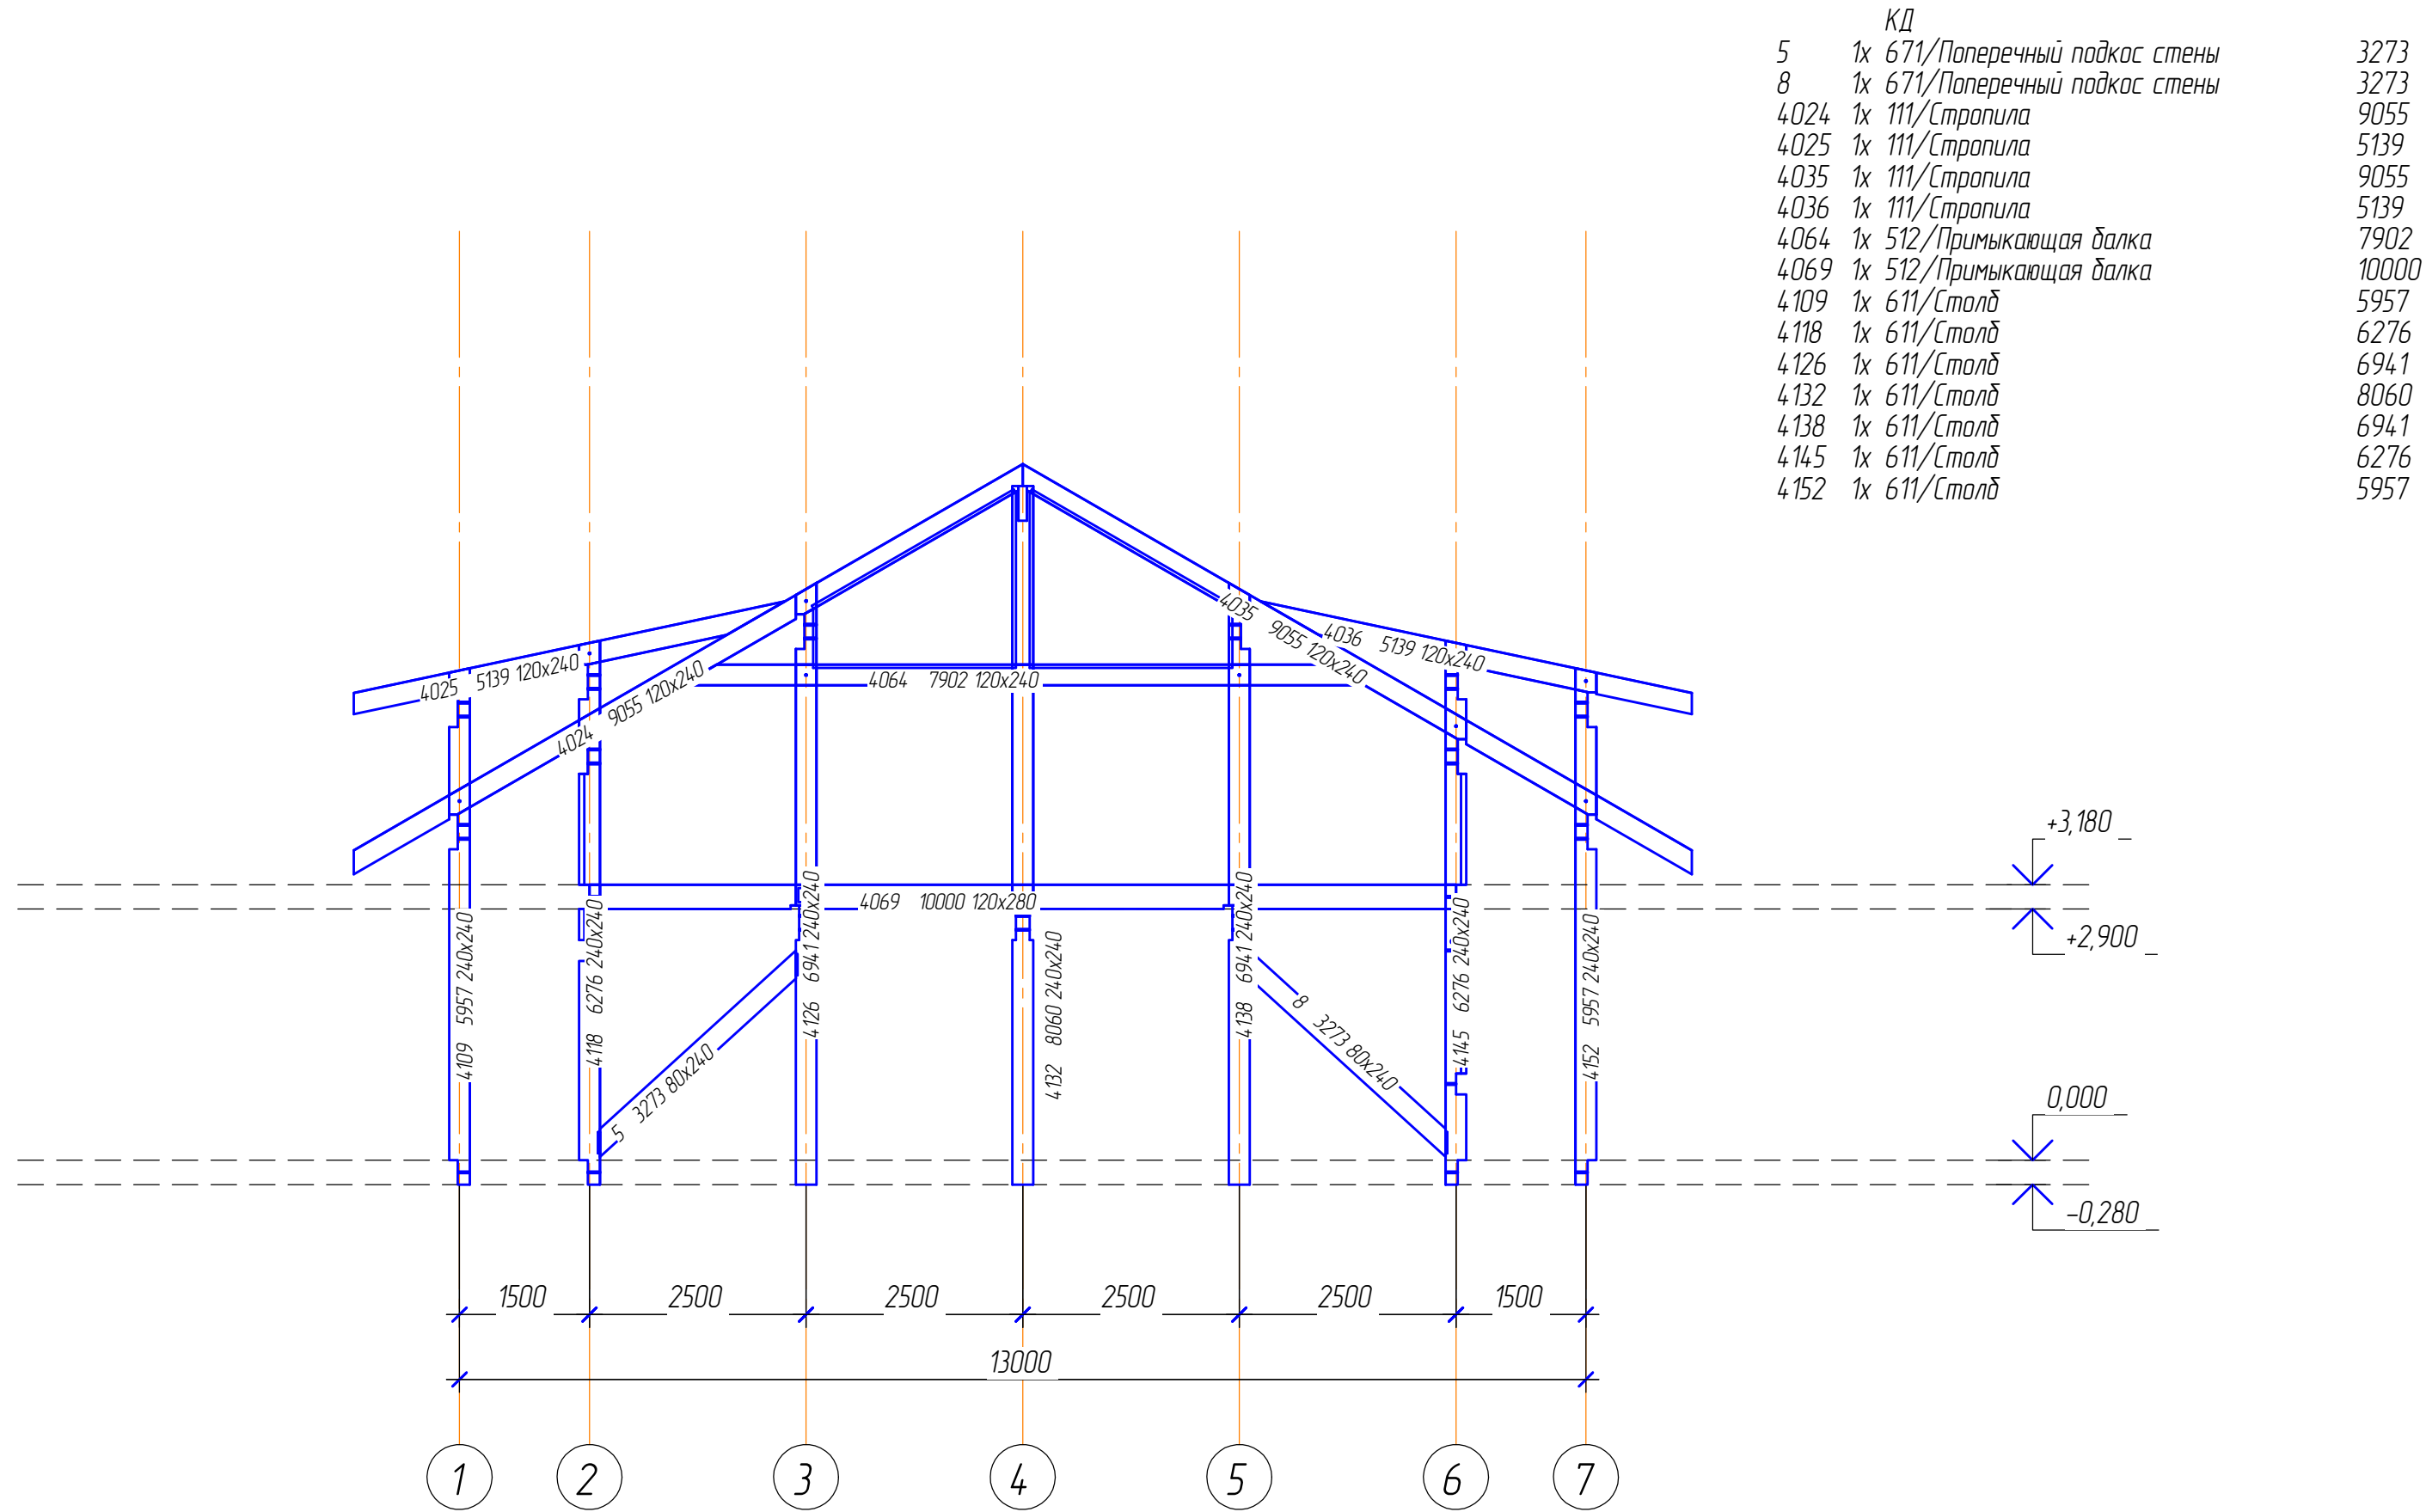 КД
5 1x 671/Поперечный подкос стены 3273
8 1x 671/Поперечный подкос стены 3273
4024 1x 111/Стропила 9055
4025 1x 111/Стропила 5139
4035 1x 111/Стропила 9055
4036 1x 111/Стропила 5139
4064 1x 512/Примыкающая балка 7902
4069 1x 512/Примыкающая балка 10000
4109 1x 611/Столб 5957
4118 1x 611/Столб 6276
4126 1x 611/Столб 6941
4132 1x 611/Столб 8060
4138 1x 611/Столб 6941
4145 1x 611/Столб 6276
4152 1x 611/Столб 5957
4025 5139 120x240
4024 9055 120x240
4064 7902 120x240
4035 9055 120x240
4036 5139 120x240
4069 10000 120x280
4109 5957 240x240
4118 6276 240x240
4126 6941 240x240
4132 8060 240x240
4138 6941 240x240
4145 6276 240x240
4152 5957 240x240
5 3273 80x240
8 3273 80x240
+3,180
+2,900
0,000
-0,280
1500 2500 2500 2500 2500 1500
13000
1 2 3 4 5 6 7